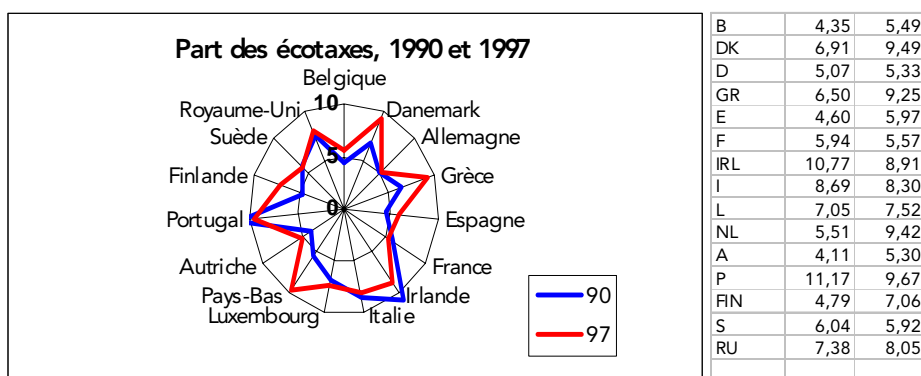 Part des écotaxes, 1990 et 1997
Belgique
Royaume-Uni 10 Danemark
Suède Allemagne
5
Finlande Grèce
Portugal 0 Espagne
Autriche France
Pays-Bas Irlande
Luxembourg Italie
90
97
B 4,35 5,49
DK 6,91 9,49
D 5,07 5,33
GR 6,50 9,25
E 4,60 5,97
F 5,94 5,57
IRL 10,77 8,91
I 8,69 8,30
L 7,05 7,52
NL 5,51 9,42
A 4,11 5,30
P 11,17 9,67
FIN 4,79 7,06
S 6,04 5,92
RU 7,38 8,05